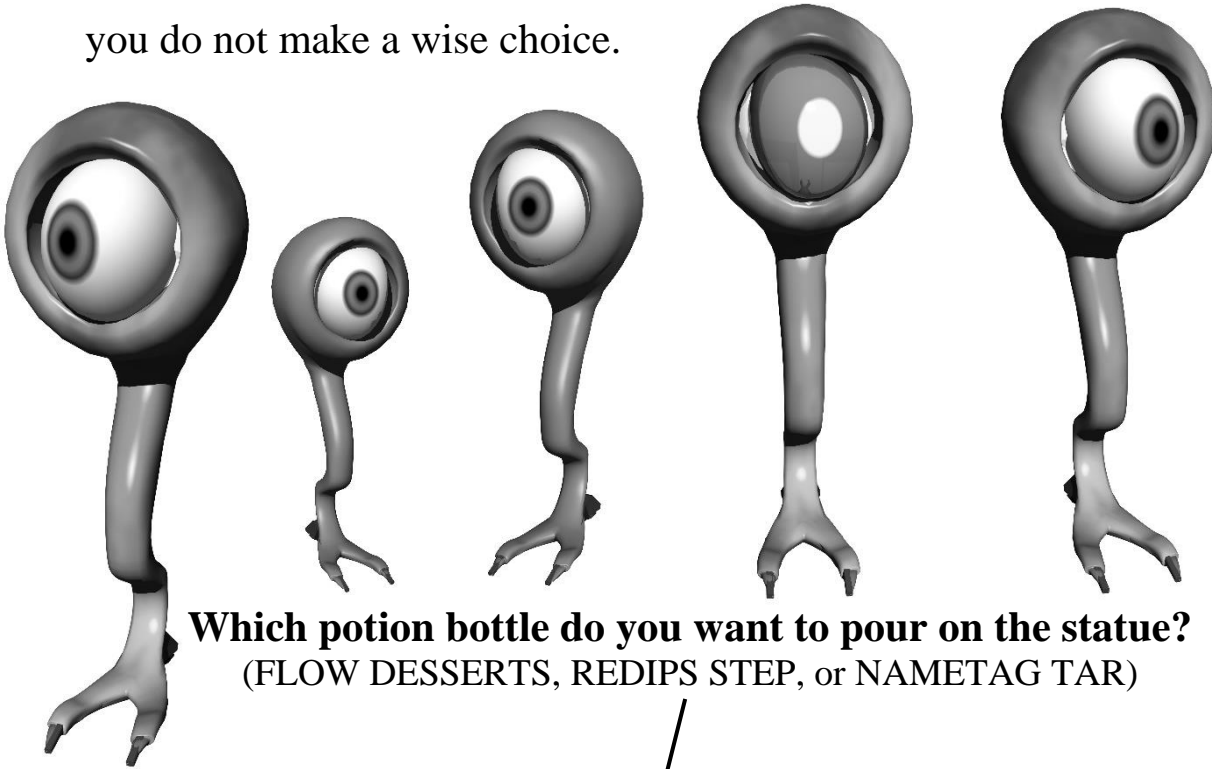 you do not make a wise choice.
Which potion bottle do you want to pour on the statue?
(FLOW DESSERTS, REDIPS STEP, or NAMETAG TAR)